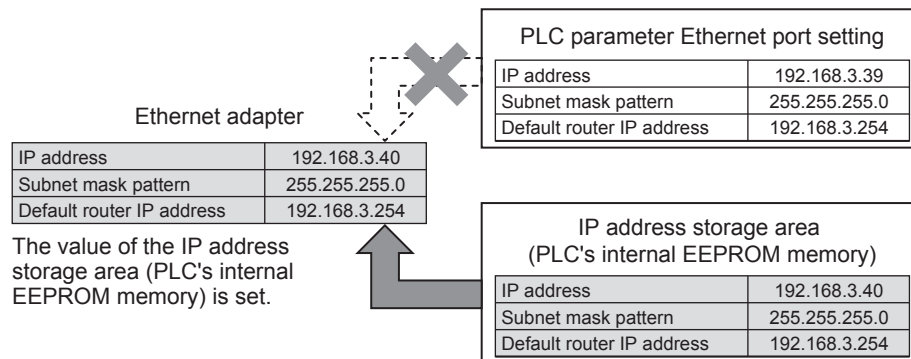 PLC parameter Ethernet port setting
IP address 192.168.3.39
Subnet mask pattern 255.255.255.0
Default router IP address 192.168.3.254
Ethernet adapter
IP address 192.168.3.40
Subnet mask pattern 255.255.255.0
Default router IP address 192.168.3.254
The value of the IP address
storage area (PLC's internal
EEPROM memory) is set.
IP address storage area
(PLC's internal EEPROM memory)
IP address 192.168.3.40
Subnet mask pattern 255.255.255.0
Default router IP address 192.168.3.254